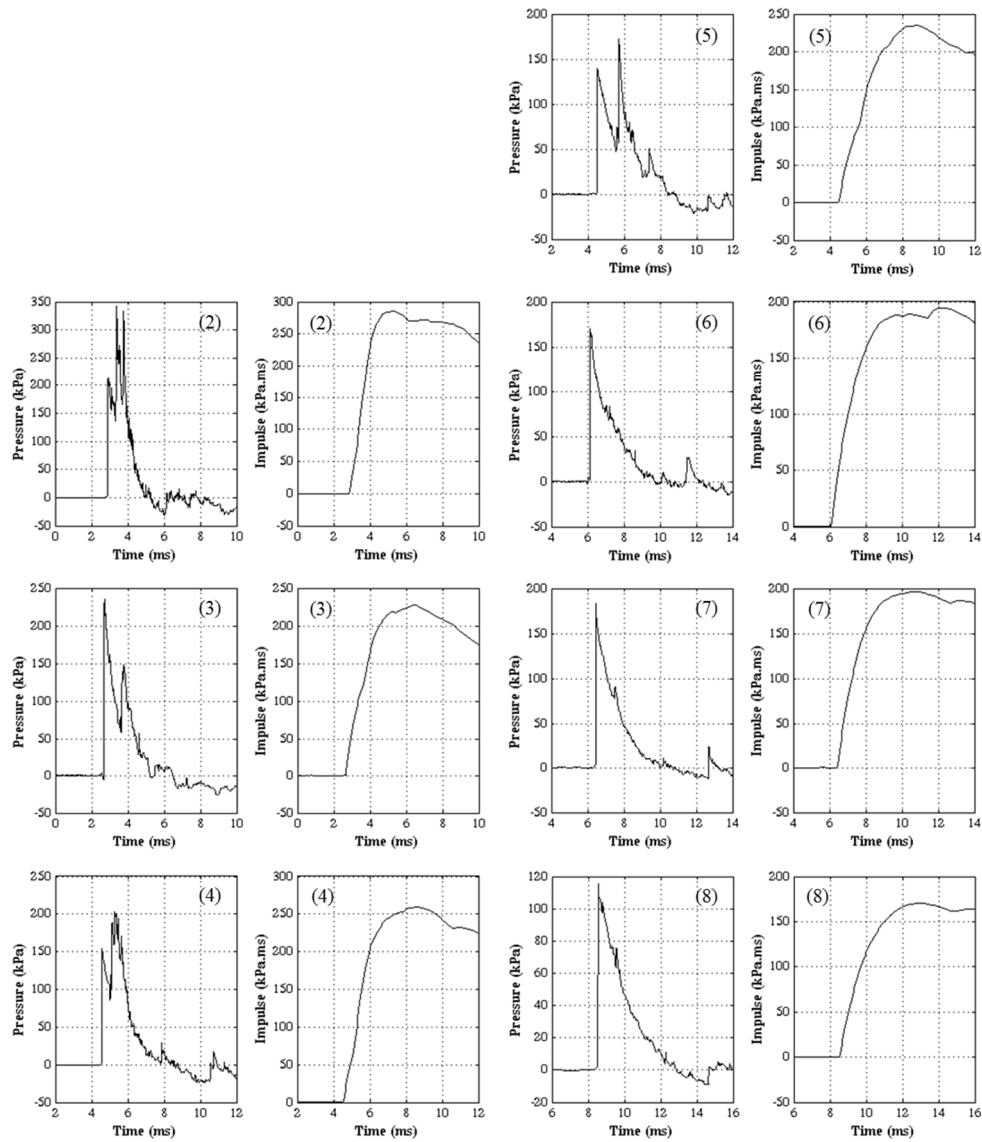 (5)
Pressure (kPa)
200
150
100
50
0
-50
2 4 6 8 10 12
Time (ms)
(5)
Impulse (kPa.ms)
250
200
150
100
50
0
-50
2 4 6 8 10 12
Time (ms)
(2)
Pressure (kPa)
350
300
250
200
150
100
50
0
-50
0 2 4 6 8 10
Time (ms)
(2)
Impulse (kPa.ms)
300
250
200
150
100
50
0
-50
0 2 4 6 8 10
Time (ms)
(6)
Pressure (kPa)
200
150
100
50
0
-50
4 6 8 10 12 14
Time (ms)
(6)
Impulse (kPa.ms)
200
150
100
50
0
4 6 8 10 12 14
Time (ms)
(3)
Pressure (kPa)
250
200
150
100
50
0
-50
0 2 4 6 8 10
Time (ms)
(3)
Impulse (kPa.ms)
250
200
150
100
50
0
-50
0 2 4 6 8 10
Time (ms)
(7)
Pressure (kPa)
200
150
100
50
0
-50
4 6 8 10 12 14
Time (ms)
(7)
Impulse (kPa.ms)
200
150
100
50
0
-50
4 6 8 10 12 14
Time (ms)
(4)
Pressure (kPa)
250
200
150
100
50
0
-50
2 4 6 8 10 12
Time (ms)
(4)
Impulse (kPa.ms)
300
250
200
150
100
50
0
2 4 6 8 10 12
Time (ms)
(8)
Pressure (kPa)
120
100
80
60
40
20
0
-20
6 8 10 12 14 16
Time (ms)
(8)
Impulse (kPa.ms)
200
150
100
50
0
-50
6 8 10 12 14 16
Time (ms)